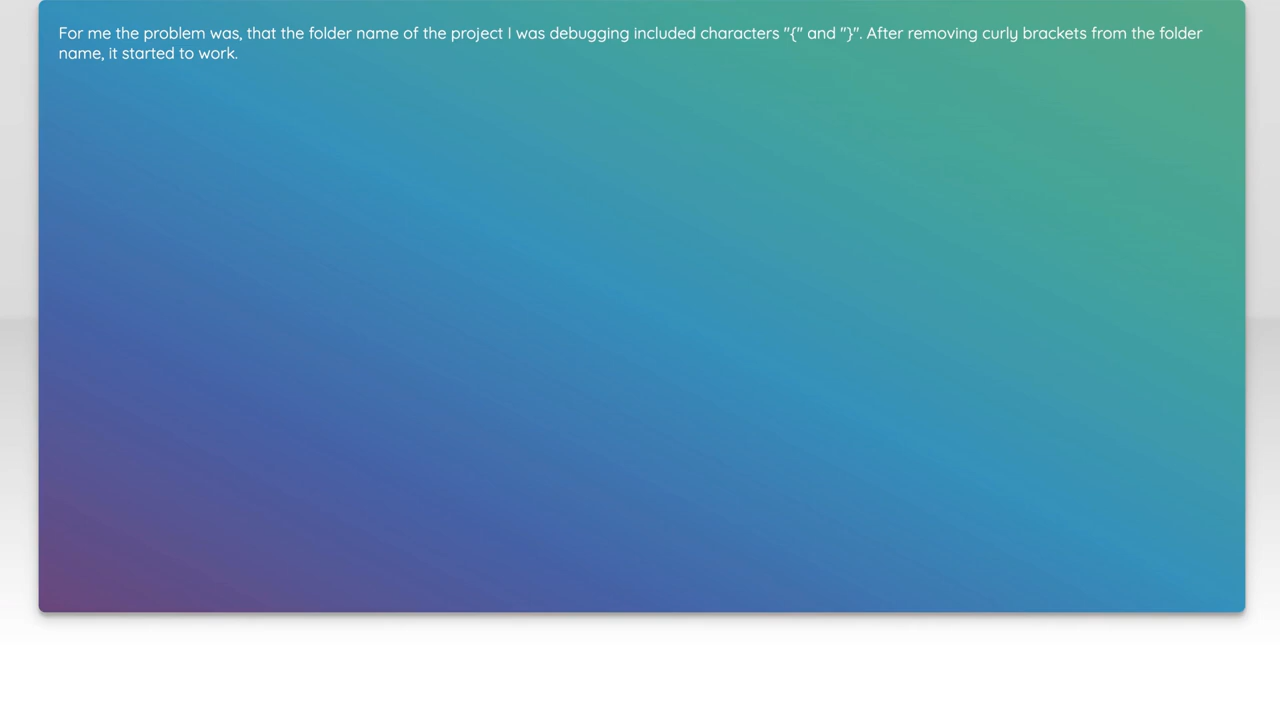 For me the problem was, that the folder name of the project I was debugging included characters "{" and "}". After removing curly brackets from the folder
name, it started to work.